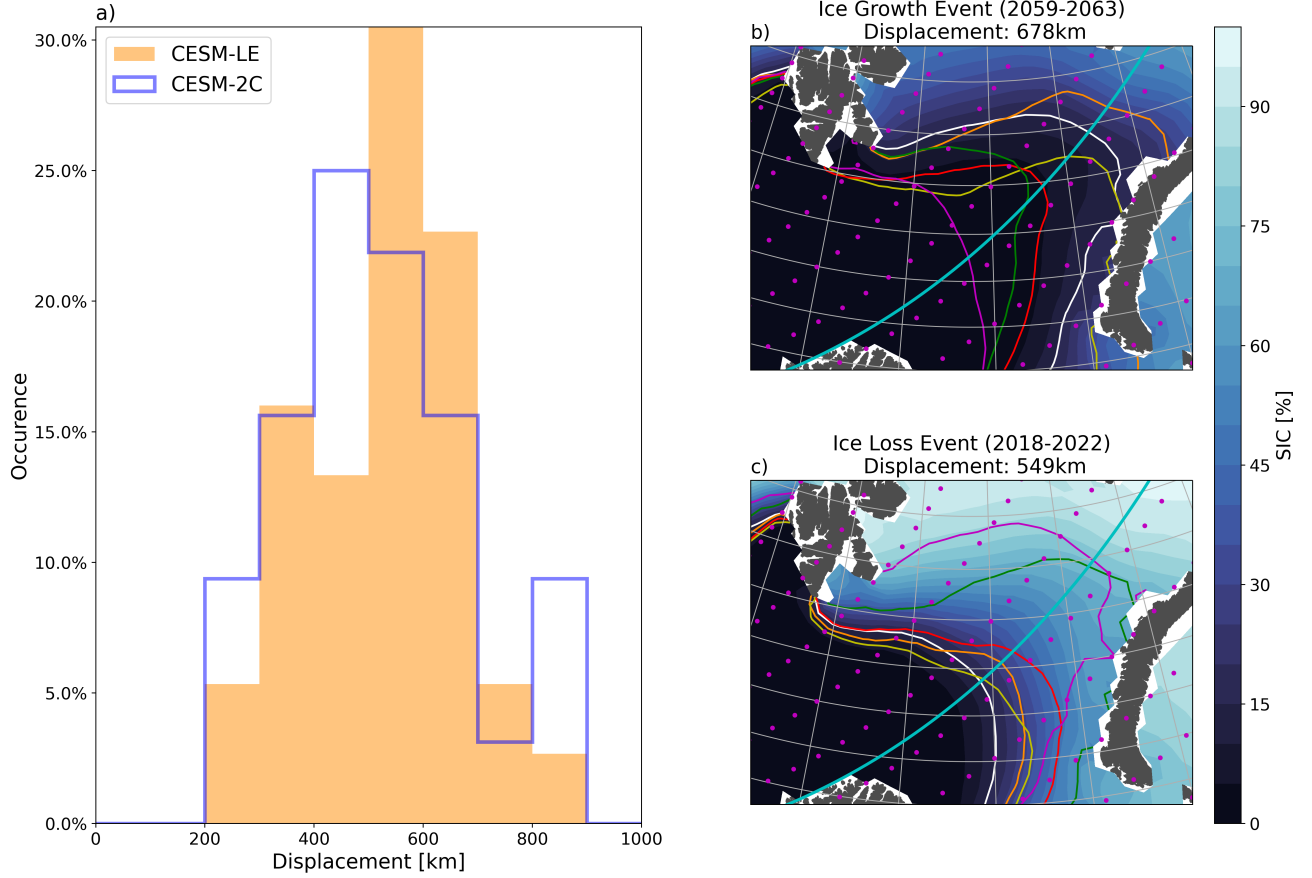 a)
30.0%
25.0%
20.0%
15.0%
10.0%
5.0%
0.0%
Occurence
CESM-LE
CESM-2C
0
200
400
600
800
1000
Displacement [km]
Ice Growth Event (2059-2063)
b)
Displacement: 678km
Ice Loss Event (2018-2022)
c)
Displacement: 549km
90
75
60
45
30
15
0
SIC [%]